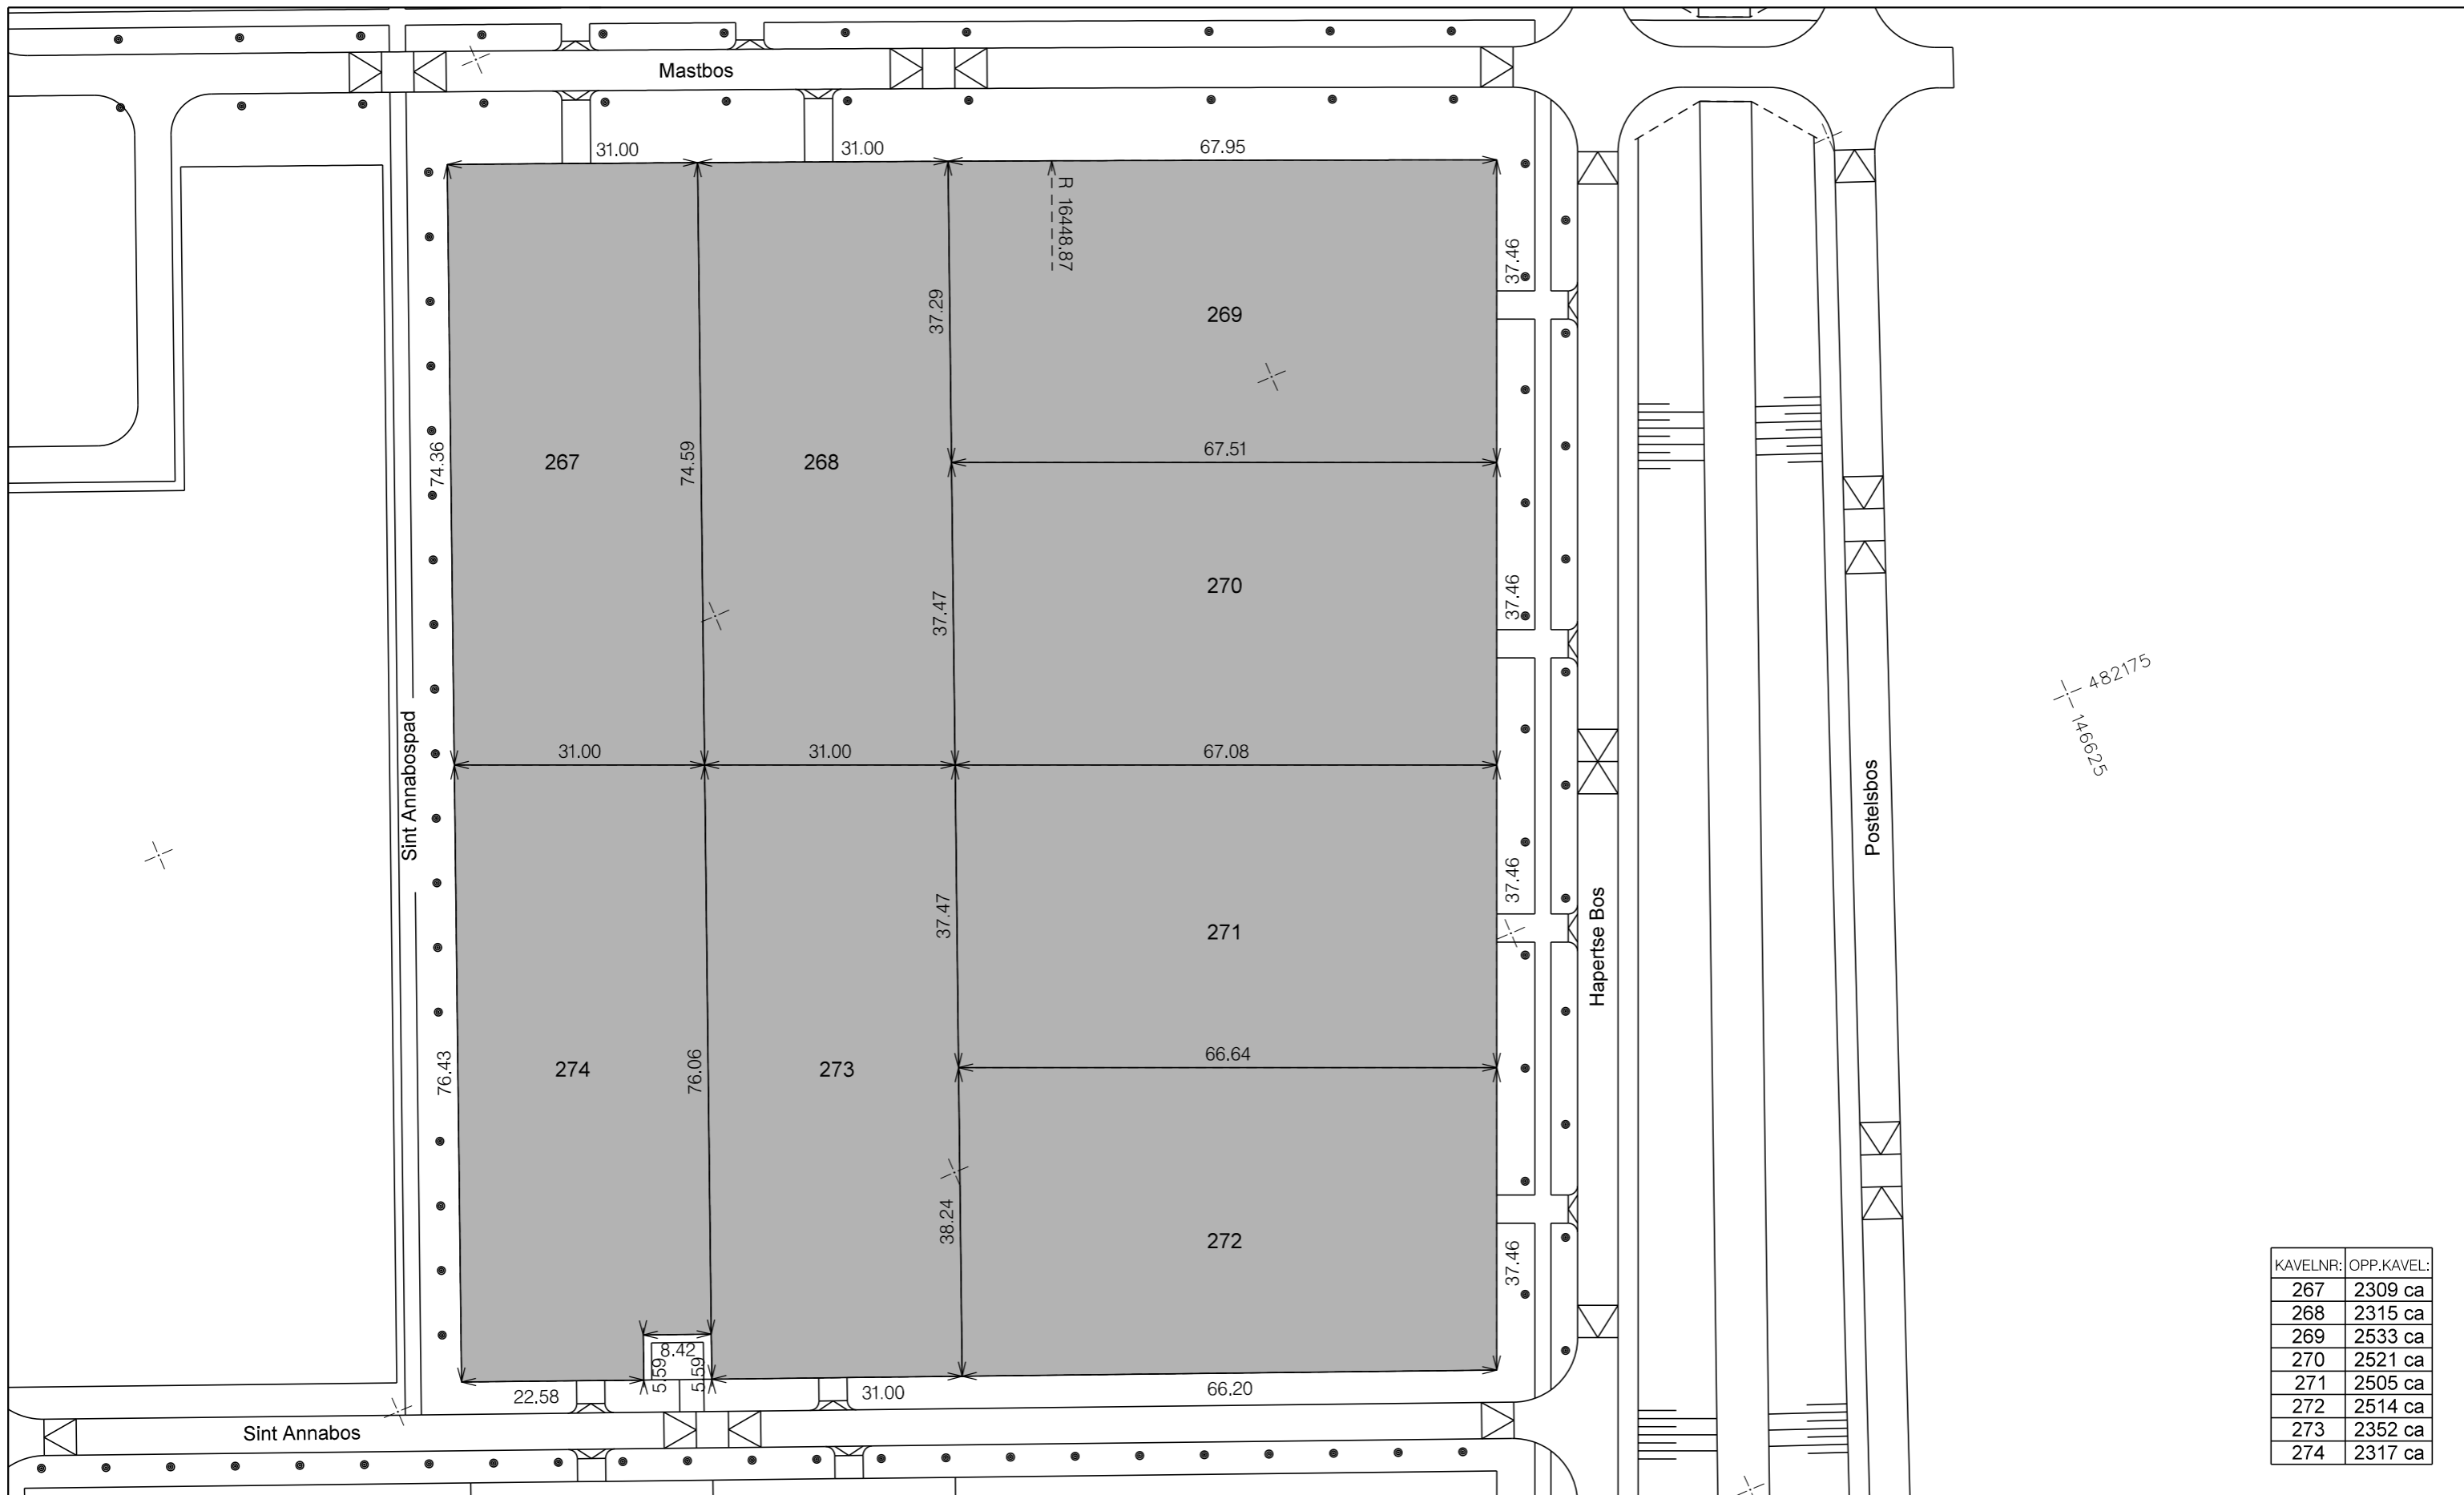 Mastbos
31.00
31.00
67.95
R 16448.87
37.46
37.29
269
74.36
267
74.59
268
67.51
270
37.47
37.46
482175
146625
31.00
31.00
67.08
Sint Annabospad
Postelsbos
37.46
37.47
271
Hapertse Bos
66.64
76.43
274
76.06
273
38.24
272
37.46
8.42
5.59
5.59
22.58
31.00
66.20
Sint Annabos
KAVELNR: OPP.KAVEL:
267 2309 ca
268 2315 ca
269 2533 ca
270 2521 ca
271 2505 ca
272 2514 ca
273 2352 ca
274 2317 ca